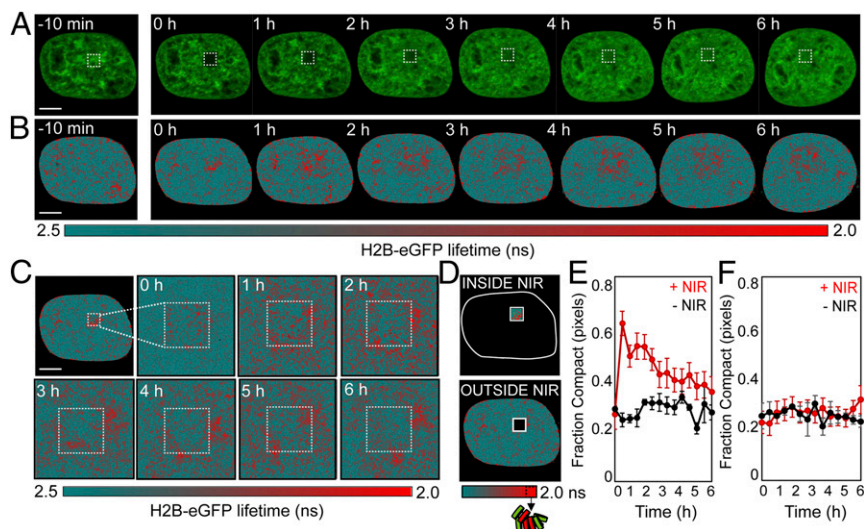 A
-10 min 0 h 1 h 2 h 3 h 4 h 5 h 6 h
B
-10 min 0 h 1 h 2 h 3 h 4 h 5 h 6 h
2.5 2.0
H2B-eGFP lifetime (ns)
C
0 h 1 h 2 h
3 h 4 h 5 h 6 h
2.5 2.0
H2B-eGFP lifetime (ns)
D
INSIDE NIR
OUTSIDE NIR
2.0 ns
E
+ NIR
- NIR
Fraction Compact (pixels)
0.8
0.6
0.4
0.2
0
0 1 2 3 4 5 6
Time (h)
F
+ NIR
- NIR
Fraction Compact (pixels)
0.8
0.6
0.4
0.2
0
0 1 2 3 4 5 6
Time (h)